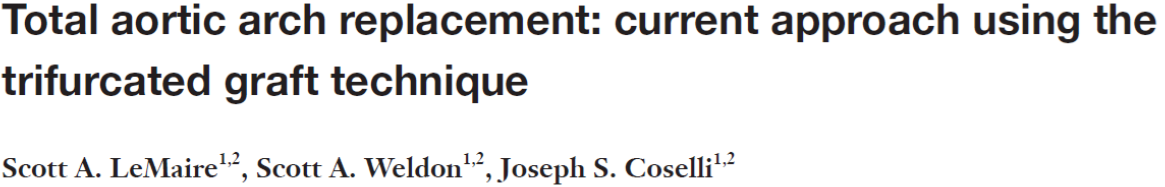 Total aortic arch replacement: current approach using the
trifurcated graft technique
Scott A. LeMaire1,2, Scott A. Weldon1,2, Joseph S. Coselli1,2